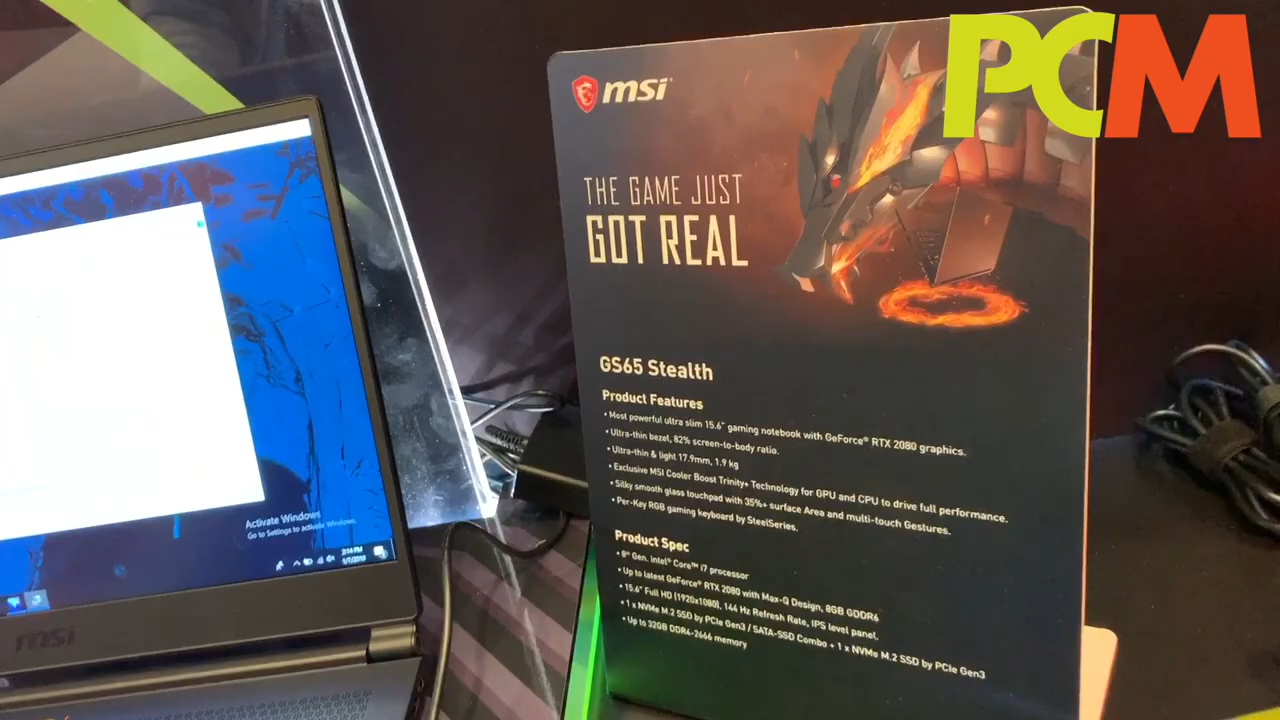 PCM
msi
THE GAME JUST
GOT REAL
GS65 Stealth
Product Features
• Most powerful ultra slim 15.6" gaming notebook with GeForce® RTX 2080 graphics.
• Ultra-thin bezel, 82% screen-to-body ratio.
• Ultra-thin & light 17.9mm, 1.9 kg
• Exclusive MSI Cooler Boost Trinity+ Technology for GPU and CPU to drive full performance.
• Silky smooth glass touchpad with 35%+ surface Area and multi-touch Gestures.
• Per-Key RGB gaming keyboard by SteelSeries.
Product Spec
• 8th Gen. Intel® Core™ i7 processor
• Up to latest GeForce® RTX 2080 with Max-Q Design, 8GB GDDR6
• 15.6" Full HD (1920x1080), 144 Hz Refresh Rate, IPS level panel.
• 1 x NVMe M.2 SSD by PCIe Gen3 / SATA-SSD Combo + 1 x NVMe M.2 SSD by PCIe Gen3
• Up to 32GB DDR4-2666 memory
Activate Windows
Go to Settings to activate Windows.
msi